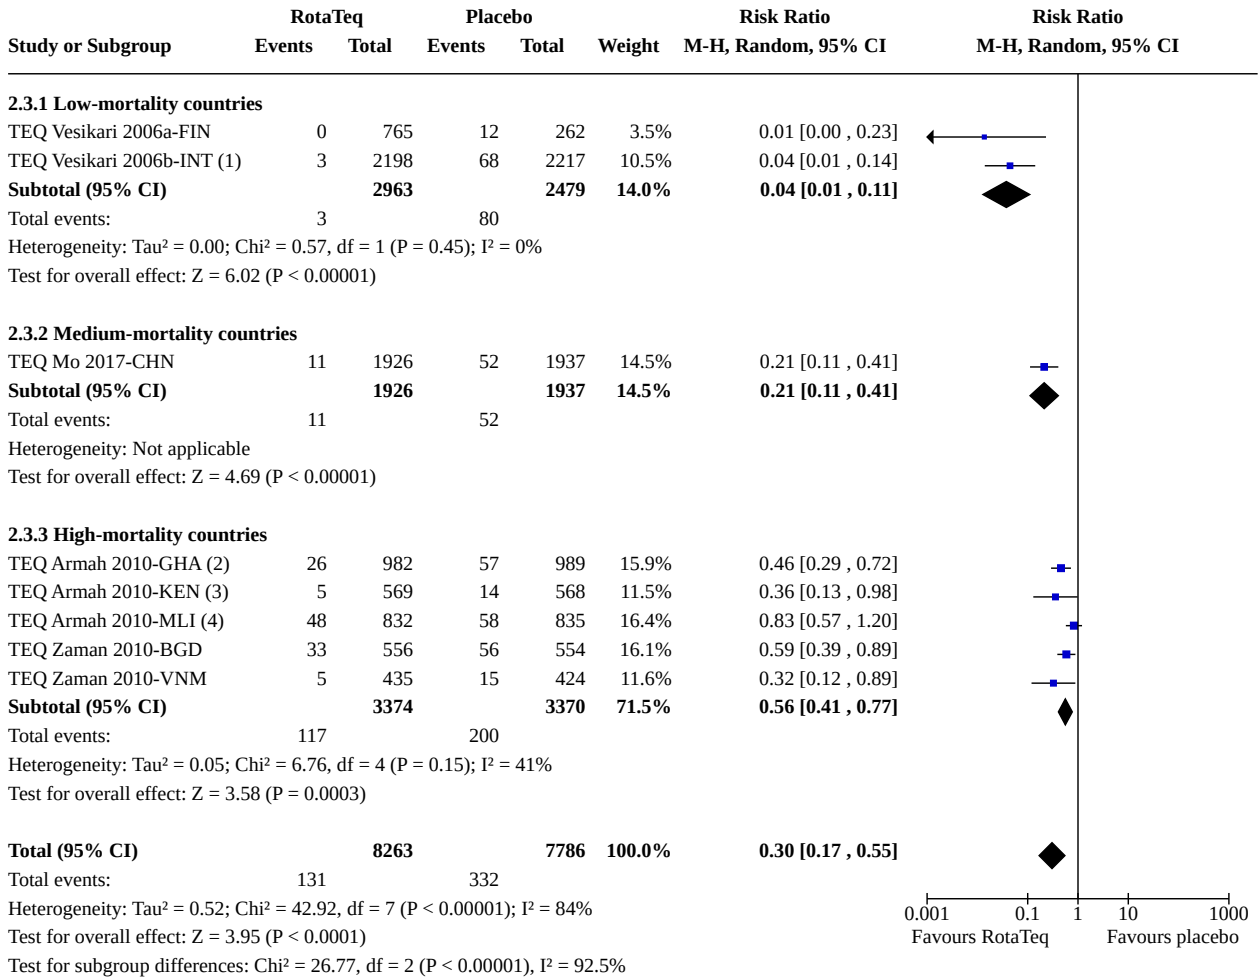 RotaTeq Placebo Risk Ratio Risk Ratio
Study or Subgroup Events Total Events Total Weight M-H, Random, 95% CI M-H, Random, 95% CI
2.3.1 Low-mortality countries
TEQ Vesikari 2006a-FIN 0 765 12 262 3.5% 0.01 [0.00 , 0.23]
TEQ Vesikari 2006b-INT (1) 3 2198 68 2217 10.5% 0.04 [0.01 , 0.14]
Subtotal (95% CI) 2963 2479 14.0% 0.04 [0.01 , 0.11]
Total events: 3 80
Heterogeneity: Tau² = 0.00; Chi² = 0.57, df = 1 (P = 0.45); I² = 0%
Test for overall effect: Z = 6.02 (P < 0.00001)
2.3.2 Medium-mortality countries
TEQ Mo 2017-CHN 11 1926 52 1937 14.5% 0.21 [0.11 , 0.41]
Subtotal (95% CI) 1926 1937 14.5% 0.21 [0.11 , 0.41]
Total events: 11 52
Heterogeneity: Not applicable
Test for overall effect: Z = 4.69 (P < 0.00001)
2.3.3 High-mortality countries
TEQ Armah 2010-GHA (2) 26 982 57 989 15.9% 0.46 [0.29 , 0.72]
TEQ Armah 2010-KEN (3) 5 569 14 568 11.5% 0.36 [0.13 , 0.98]
TEQ Armah 2010-MLI (4) 48 832 58 835 16.4% 0.83 [0.57 , 1.20]
TEQ Zaman 2010-BGD 33 556 56 554 16.1% 0.59 [0.39 , 0.89]
TEQ Zaman 2010-VNM 5 435 15 424 11.6% 0.32 [0.12 , 0.89]
Subtotal (95% CI) 3374 3370 71.5% 0.56 [0.41 , 0.77]
Total events: 117 200
Heterogeneity: Tau² = 0.05; Chi² = 6.76, df = 4 (P = 0.15); I² = 41%
Test for overall effect: Z = 3.58 (P = 0.0003)
Total (95% CI) 8263 7786 100.0% 0.30 [0.17 , 0.55]
Total events: 131 332
Heterogeneity: Tau² = 0.52; Chi² = 42.92, df = 7 (P < 0.00001); I² = 84%
Test for overall effect: Z = 3.95 (P < 0.0001)
Test for subgroup differences: Chi² = 26.77, df = 2 (P < 0.00001), I² = 92.5%
0.001 0.1 1 10 1000
Favours RotaTeq Favours placebo